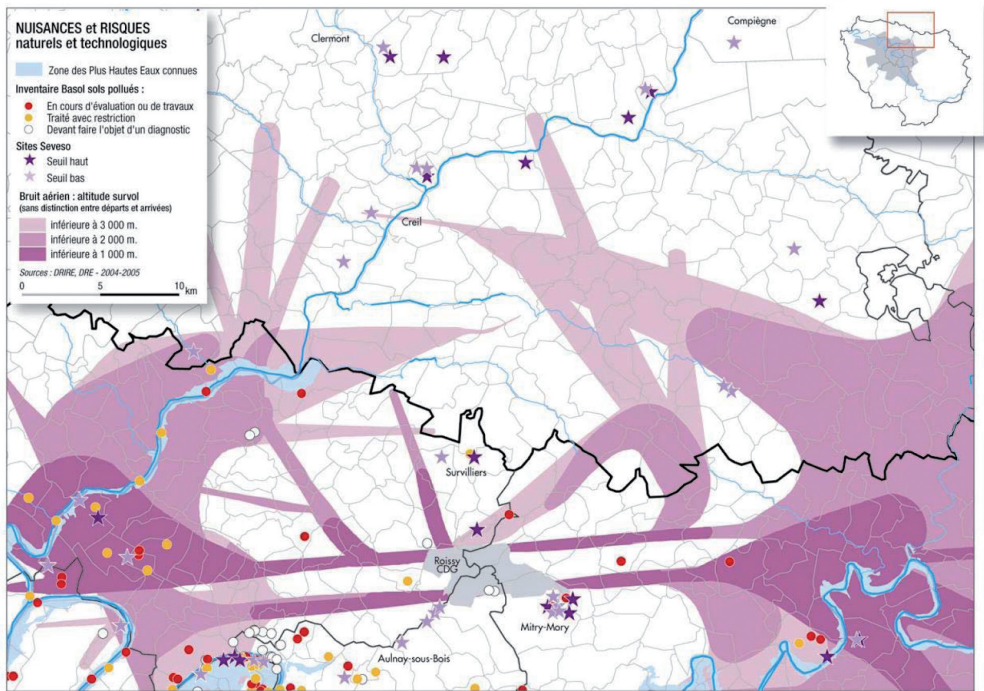 NUISANCES et RISQUES
naturels et technologiques
Zone des Plus Hautes Eaux connues
Inventaire Basol sols pollués :
En cours d'évaluation ou de travaux
Traité avec restriction
Devant faire l'objet d'un diagnostic
Sites Seveso
Seuil haut
Seuil bas
Bruit aérien : altitude survol
(sans distinction entre départs et arrivées)
inférieure à 3 000 m.
inférieure à 2 000 m.
inférieure à 1 000 m.
Sources : DRIRE, DRE - 2004-2005
0 5 10 km
Clermont
Compiègne
Creil
Survilliers
Roissy
CDG
Mitry-Mory
Aulnay-sous-Bois